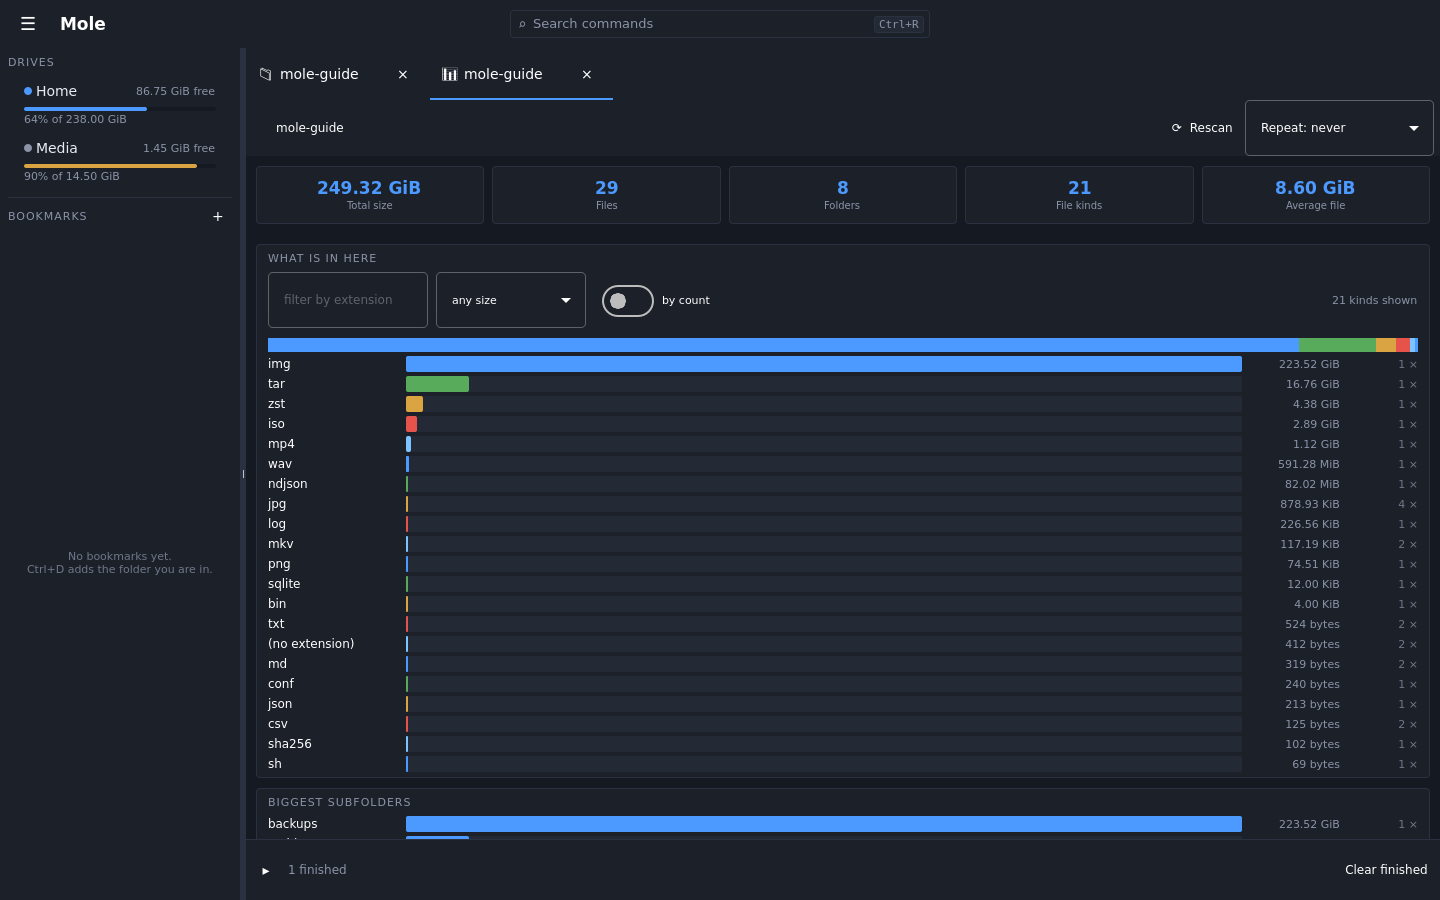 ☰ Mole
Search commands Ctrl+R
DRIVES
Home 86.75 GiB free
64% of 238.00 GiB
Media 1.45 GiB free
90% of 14.50 GiB
BOOKMARKS +
No bookmarks yet.
Ctrl+D adds the folder you are in.
mole-guide ✕ mole-guide ✕
mole-guide ⟳ Rescan Repeat: never
249.32 GiB
Total size
29
Files
8
Folders
21
File kinds
8.60 GiB
Average file
WHAT IS IN HERE
filter by extension any size by count 21 kinds shown
img 223.52 GiB 1 ×
tar 16.76 GiB 1 ×
zst 4.38 GiB 1 ×
iso 2.89 GiB 1 ×
mp4 1.12 GiB 1 ×
wav 591.28 MiB 1 ×
ndjson 82.02 MiB 1 ×
jpg 878.93 KiB 4 ×
log 226.56 KiB 1 ×
mkv 117.19 KiB 2 ×
png 74.51 KiB 1 ×
sqlite 12.00 KiB 1 ×
bin 4.00 KiB 1 ×
txt 524 bytes 2 ×
(no extension) 412 bytes 2 ×
md 319 bytes 2 ×
conf 240 bytes 1 ×
json 213 bytes 1 ×
csv 125 bytes 2 ×
sha256 102 bytes 1 ×
sh 69 bytes 1 ×
BIGGEST SUBFOLDERS
backups 223.52 GiB 1 ×
▸ 1 finished Clear finished